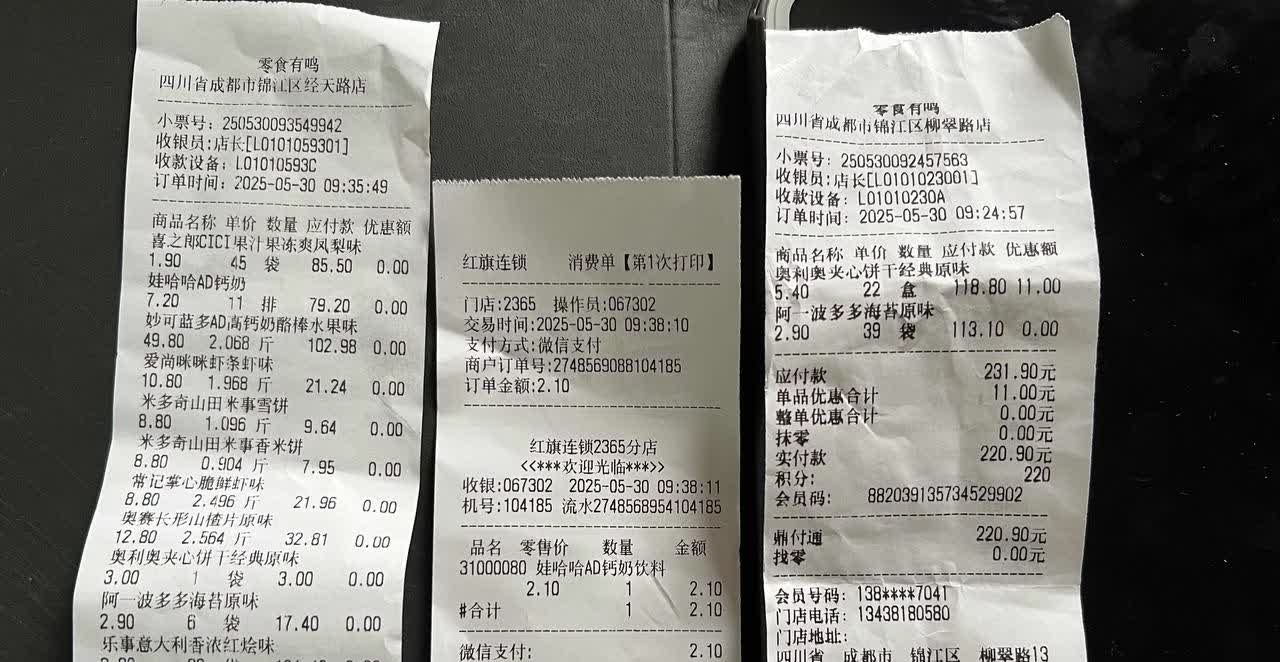 零食有鸣
四川省成都市锦江区经天路店
小票号: 250530093549942
收银员:店长[L0101059301]
收款设备: L01010593C
订单时间: 2025-05-30 09:35:49
商品名称 单价 数量 应付款 优惠额
喜之郎CICI果汁果冻爽凤梨味
1.90 45 袋 85.50 0.00
娃哈哈AD钙奶
7.20 11 排 79.20 0.00
妙可蓝多AD高钙奶酪棒水果味
49.80 2.068 斤 102.98 0.00
爱尚咪咪虾条虾味
10.80 1.968 斤 21.24 0.00
米多奇山田米事雪饼
8.80 1.096 斤 9.64 0.00
米多奇山田米事香米饼
8.80 0.904 斤 7.95 0.00
常记掌心脆鲜虾味
8.80 2.496 斤 21.96 0.00
奥赛长形山楂片原味
12.80 2.564 斤 32.81 0.00
奥利奥夹心饼干经典原味
3.00 1 袋 3.00 0.00
阿一波多多海苔原味
2.90 6 袋 17.40 0.00
乐事意大利香浓红烩味
红旗连锁 消费单【第1次打印】
门店:2365 操作员:067302
交易时间:2025-05-30 09:38:10
支付方式:微信支付
商户订单号:2748569088104185
订单金额:2.10
红旗连锁2365分店
<<***欢迎光临***>>
收银:067302 2025-05-30 09:38:11
机号:104185 流水2748568954104185
品名 零售价 数量 金额
31000080 娃哈哈AD钙奶饮料
2.10 1 2.10
#合计 1 2.10
微信支付: 2.10
零食有鸣
四川省成都市锦江区柳翠路店
小票号: 250530092457563
收银员:店长[L0101023001]
收款设备: L01010230A
订单时间: 2025-05-30 09:24:57
商品名称 单价 数量 应付款 优惠额
奥利奥夹心饼干经典原味
5.40 22 盒 118.80 11.00
阿一波多多海苔原味
2.90 39 袋 113.10 0.00
应付款 231.90元
单品优惠合计 11.00元
整单优惠合计 0.00元
抹零 0.00元
实付款 220.90元
积分: 220
会员码: 882039135734529902
鼎付通 220.90元
找零 0.00元
会员号码: 138****7041
门店电话: 13438180580
门店地址:
四川省 成都市 锦江区 柳翠路13